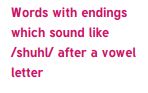 Words with endings
which sound like
/shuhl/ after a vowel
letter